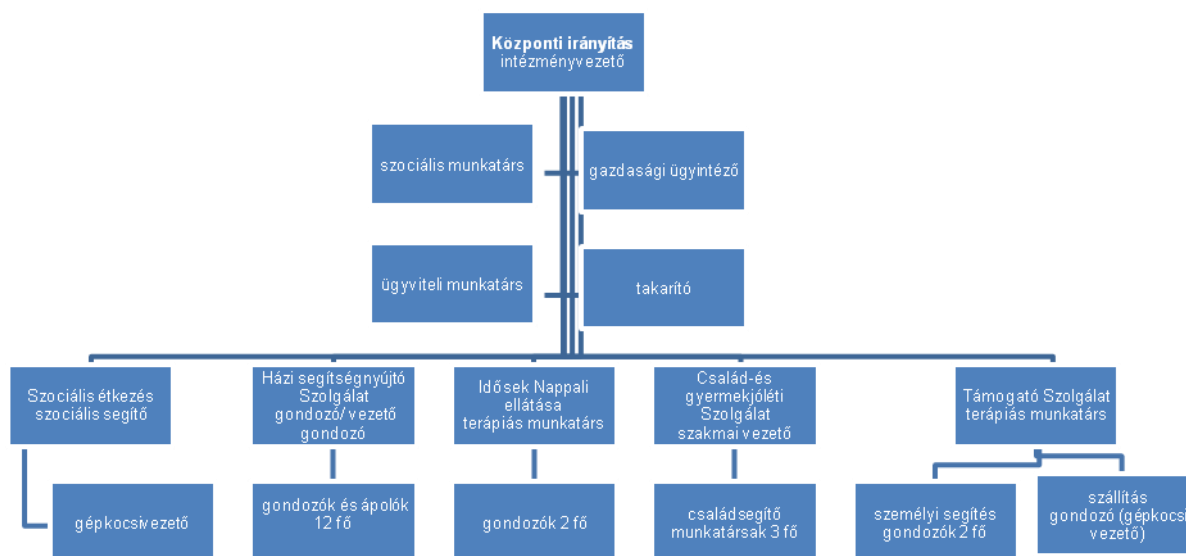 Központi irányítás
intézményvezető
szociális munkatárs
gazdasági ügyintéző
ügyviteli munkatárs
takarító
Szociális étkezés
szociális segítő
Házi segítségnyújtó
Szolgálat
gondozó/ vezető
gondozó
Idősek Nappali
ellátása
terápiás munkatárs
Család-és
gyermekjóléti
Szolgálat
szakmai vezető
Támogató Szolgálat
terápiás munkatárs
gépkocsivezető
gondozók és ápolók
12 fő
gondozók 2 fő
családsegítő
munkatársak 3 fő
személyi segítés
gondozók 2 fő
szállítás
gondozó (gépkocsi
vezető)